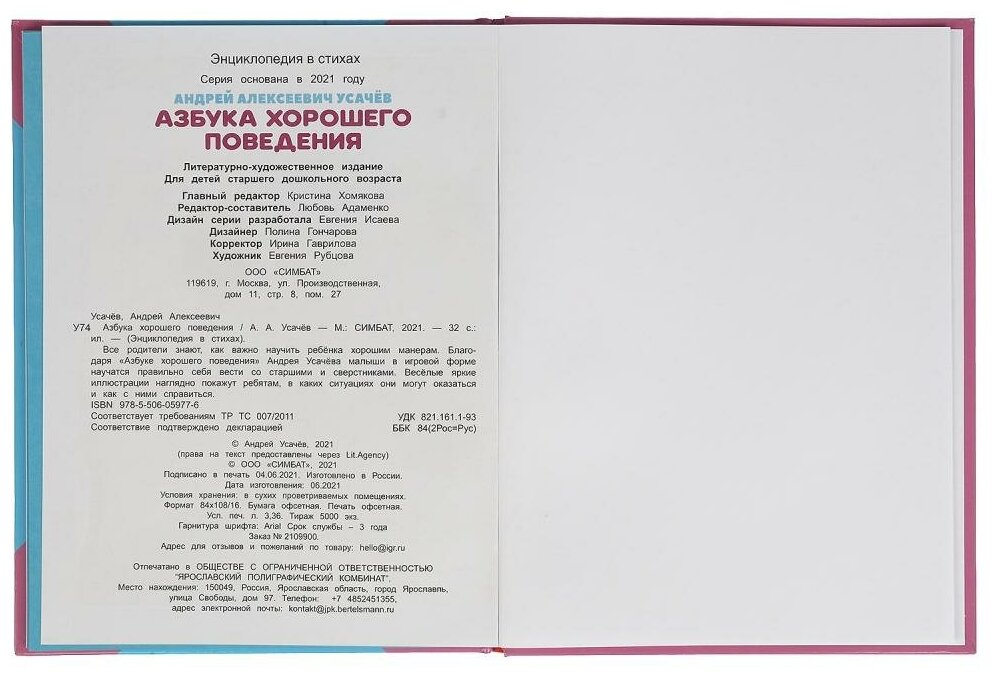 Энциклопедия в стихах
Серия основана в 2021 году
АНДРЕЙ АЛЕКСЕЕВИЧ УСАЧЁВ
АЗБУКА ХОРОШЕГО
ПОВЕДЕНИЯ
Литературно-художественное издание
Для детей старшего дошкольного возраста
Главный редактор Кристина Хомякова
Редактор-составитель Любовь Адаменко
Дизайн серии разработала Евгения Исаева
Дизайнер Полина Гончарова
Корректор Ирина Гаврилова
Художник Евгения Рубцова
ООО «СИМБАТ»
119619, г. Москва, ул. Производственная,
дом 11, стр. 8, пом. 27
Усачёв, Андрей Алексеевич
У74 Азбука хорошего поведения / А. А. Усачёв — М.: СИМБАТ, 2021. — 32 с.:
ил. — (Энциклопедия в стихах).
Все родители знают, как важно научить ребёнка хорошим манерам. Благо-
даря «Азбуке хорошего поведения» Андрея Усачёва малыши в игровой форме
научатся правильно себя вести со старшими и сверстниками. Весёлые яркие
иллюстрации наглядно покажут ребятам, в каких ситуациях они могут оказаться
и как с ними справиться.
ISBN 978-5-506-05977-6
Соответствует требованиям ТР ТС 007/2011 УДК 821.161.1-93
Соответствие подтверждено декларацией ББК 84(2Рос=Рус)
© Андрей Усачёв, 2021
(права на текст предоставлены через Lit.Agency)
© ООО «СИМБАТ», 2021
Подписано в печать 04.06.2021. Изготовлено в России.
Дата изготовления: 06.2021
Условия хранения: в сухих проветриваемых помещениях.
Формат 84х108/16. Бумага офсетная. Печать офсетная.
Усл. печ. л. 3,36. Тираж 5000 экз.
Гарнитура шрифта: Arial Срок службы – 3 года
Заказ № 2109900.
Адрес для отзывов и пожеланий по товару: hello@igr.ru
Отпечатано в ОБЩЕСТВЕ С ОГРАНИЧЕННОЙ ОТВЕТСТВЕННОСТЬЮ
"ЯРОСЛАВСКИЙ ПОЛИГРАФИЧЕСКИЙ КОМБИНАТ".
Место нахождения: 150049, Россия, Ярославская область, город Ярославль,
улица Свободы, дом 97. Телефон: +7 4852451355,
адрес электронной почты: kontakt@jpk.bertelsmann.ru